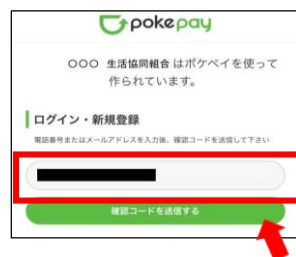 pokepay
〇〇〇 生活協同組合 はポケペイを使って
作られています。
ログイン・新規登録
電話番号またはメールアドレスを入力後、確認コードを送信して下さい
確認コードを送信する